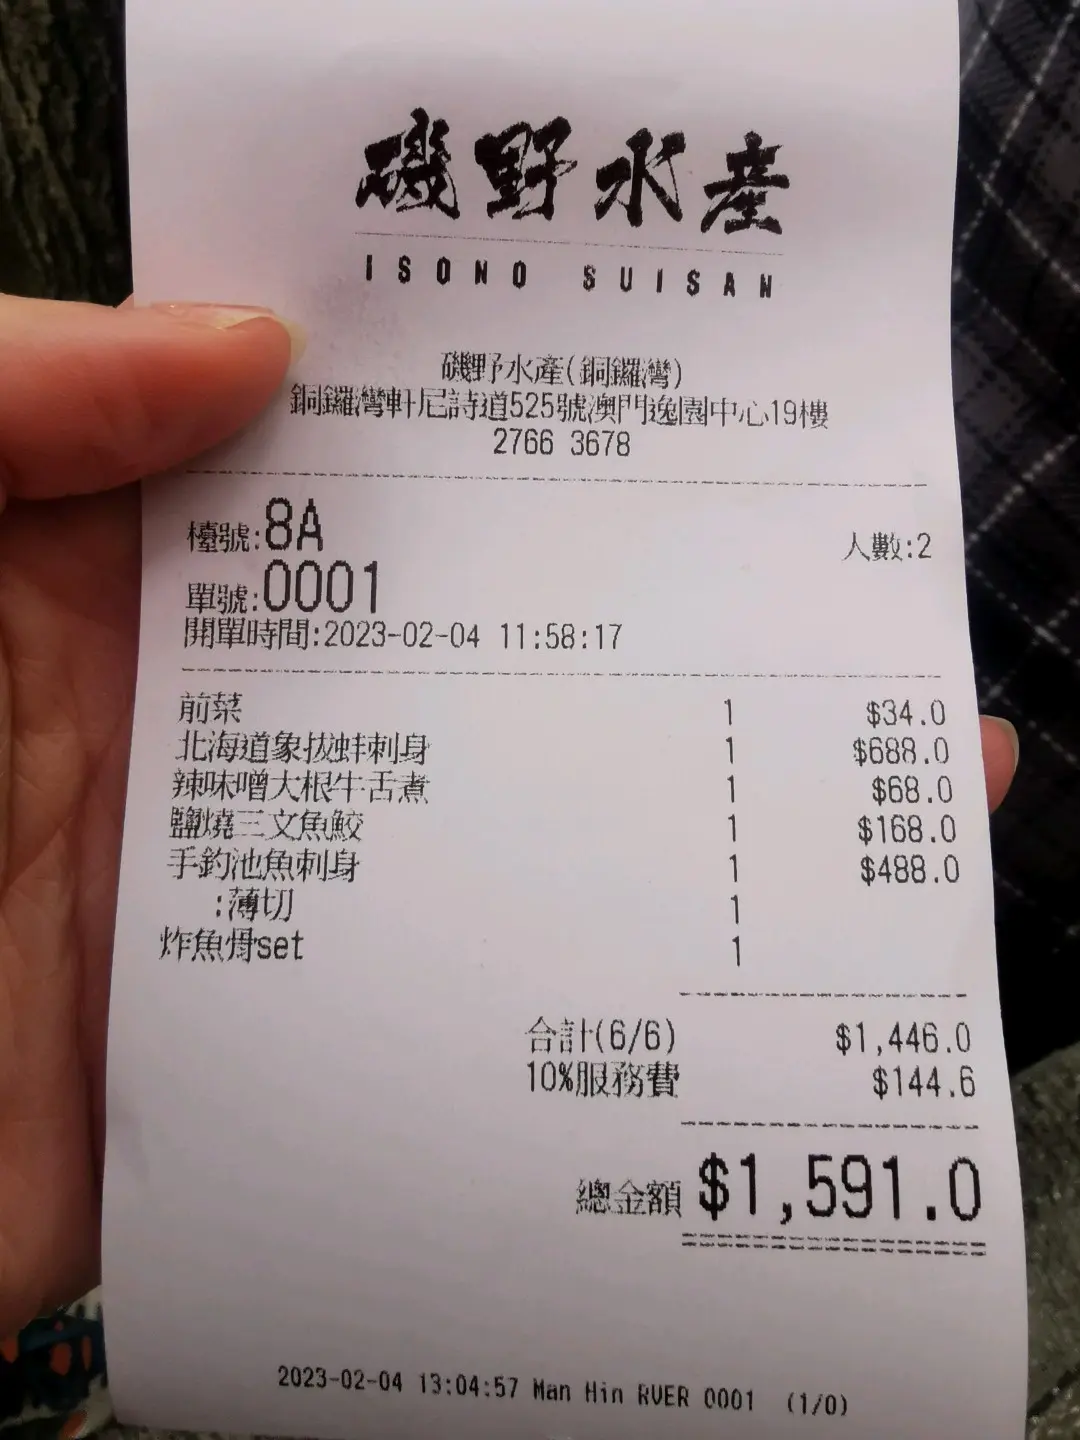 磯野水產
ISONO SUISAN
磯野水產(銅鑼灣)
銅鑼灣軒尼詩道525號澳門逸園中心19樓
2766 3678
檯號:8A 人數:2
單號:0001
開單時間:2023-02-04 11:58:17
前菜 1 $34.0
北海道象拔蚌刺身 1 $688.0
辣味噌大根牛舌煮 1 $68.0
鹽燒三文魚鮫 1 $168.0
手釣池魚刺身 1 $488.0
:薄切 1
炸魚骨set 1
合計(6/6) $1,446.0
10%服務費 $144.6
總金額 $1,591.0
2023-02-04 13:04:57 Man Hin RVER 0001 (1/0)